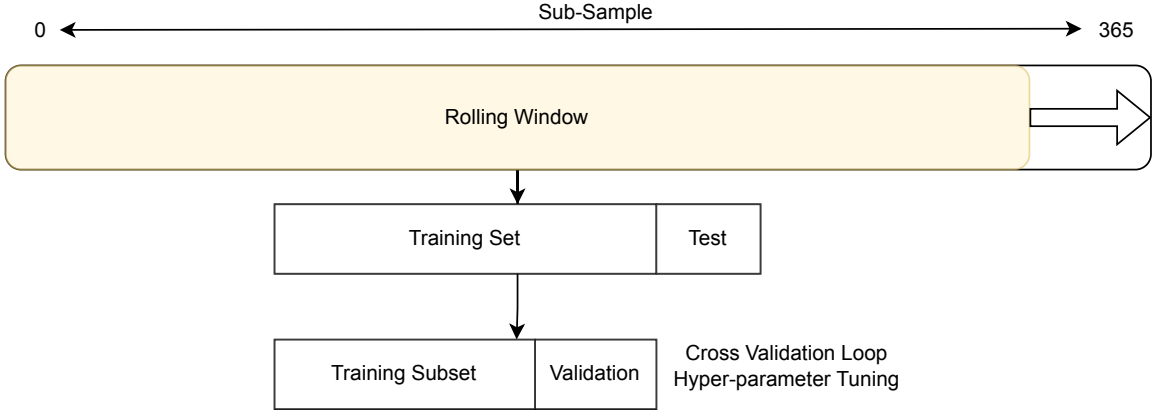 Sub-Sample
0
365
Rolling Window
Training Set
Test
Training Subset
Validation
Cross Validation Loop
Hyper-parameter Tuning